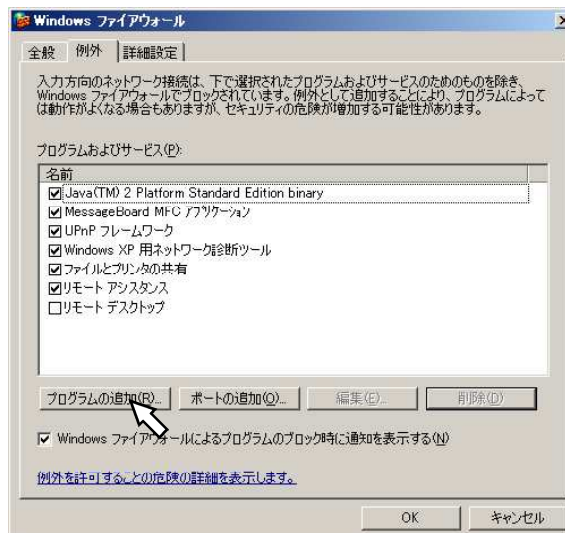 Windows ファイアウォール
全般 例外 詳細設定
入力方向のネットワーク接続は、下で選択されたプログラムおよびサービスのためのものを除き、
Windows ファイアウォールでブロックされています。例外として追加することにより、プログラムによって
は動作がよくなる場合もありますが、セキュリティの危険が増加する可能性があります。
プログラムおよびサービス(P):
名前
Java(TM) 2 Platform Standard Edition binary
MessageBoard MFC アプリケーション
UPnP フレームワーク
Windows XP 用ネットワーク診断ツール
ファイルとプリンタの共有
リモート アシスタンス
リモート デスクトップ
プログラムの追加(R)... ポートの追加(O)... 編集(E)... 削除(D)
Windows ファイアウォールによるプログラムのブロック時に通知を表示する(N)
例外を許可することの危険の詳細を表示します。
OK キャンセル